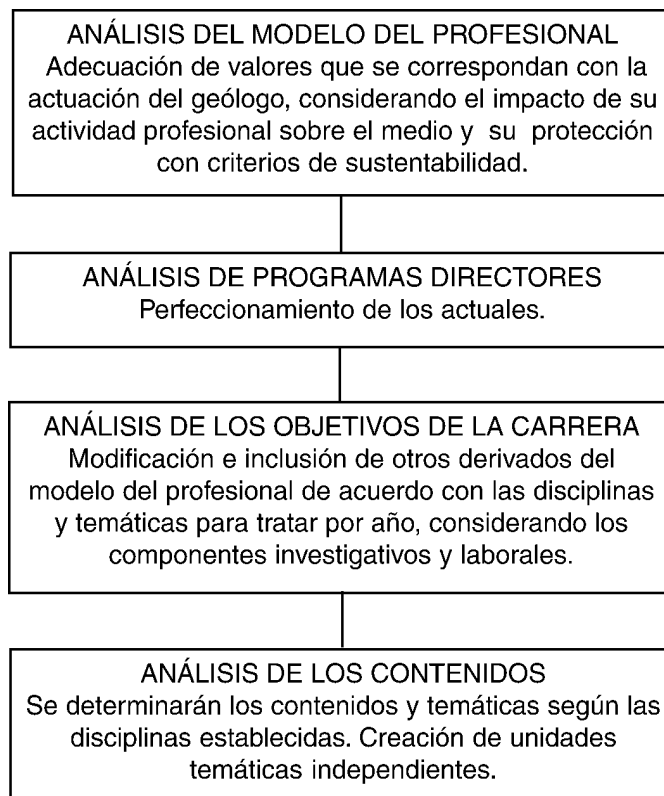 ANÁLISIS DEL MODELO DEL PROFESIONAL
Adecuación de valores que se correspondan con la
actuación del geólogo, considerando el impacto de su
actividad profesional sobre el medio y su protección
con criterios de sustentabilidad.
ANÁLISIS DE PROGRAMAS DIRECTORES
Perfeccionamiento de los actuales.
ANÁLISIS DE LOS OBJETIVOS DE LA CARRERA
Modificación e inclusión de otros derivados del
modelo del profesional de acuerdo con las disciplinas
y temáticas para tratar por año, considerando los
componentes investigativos y laborales.
ANÁLISIS DE LOS CONTENIDOS
Se determinarán los contenidos y temáticas según las
disciplinas establecidas. Creación de unidades
temáticas independientes.